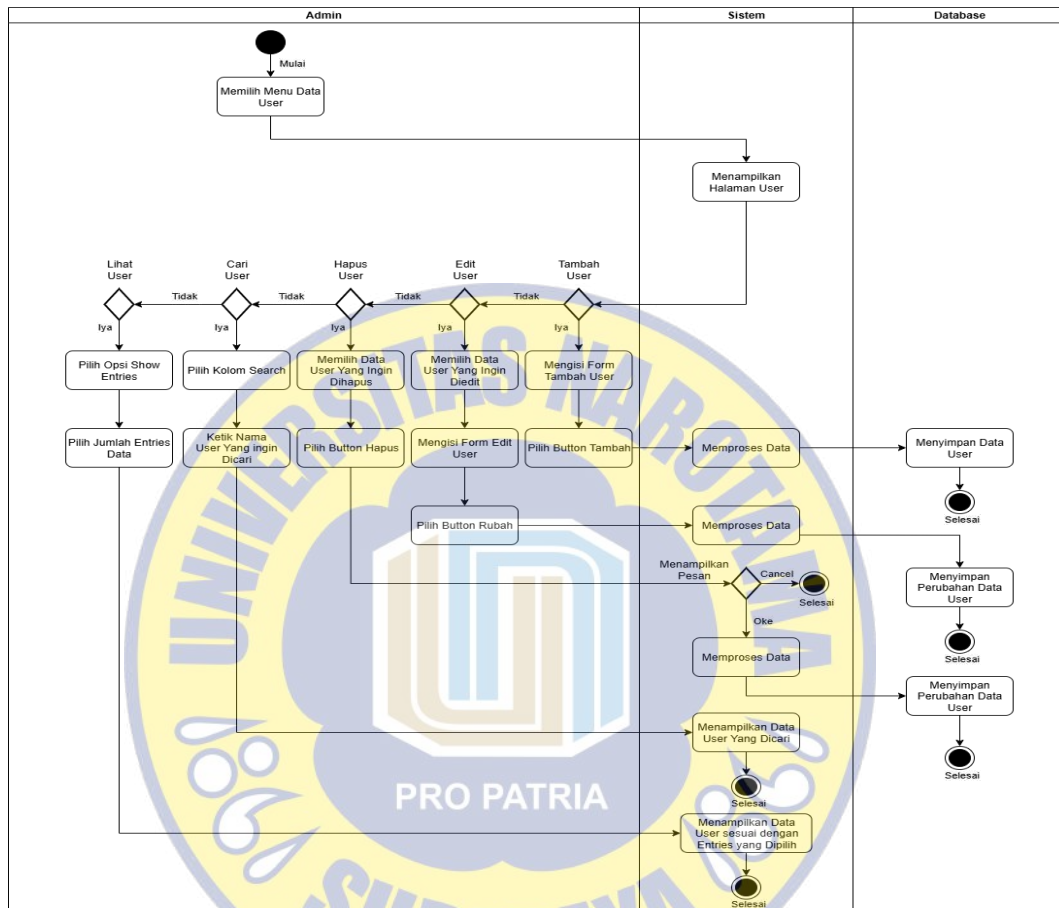 Admin
Sistem
Database
Mulai
Memilih Menu Data
User
Menampilkan
Halaman User
Lihat
User
Cari
User
Hapus
User
Edit
User
Tambah
User
Tidak
Tidak
Tidak
Tidak
Iya
Iya
Iya
Iya
Iya
Pilih Opsi Show
Entries
Pilih Kolom Search
Memilih Data
User Yang Ingin
Dihapus
Memilih Data
User Yang Ingin
Diedit
Mengisi Form
Tambah User
Pilih Jumlah Entries
Data
Ketik Nama
User Yang ingin
Dicari
Pilih Button Hapus
Mengisi Form Edit
User
Pilih Button Tambah
Memproses Data
Menyimpan Data
User
Selesai
Pilih Button Rubah
Memproses Data
Menampilkan
Pesan
Cancel
Selesai
Menyimpan
Perubahan Data
User
Selesai
Oke
Memproses Data
Menyimpan
Perubahan Data
User
Selesai
Menampilkan Data
User Yang Dicari
Selesai
Menampilkan Data
User sesuai dengan
Entries yang Dipilih
Selesai
UNIVERSITAS NAROTAMA
PRO PATRIA